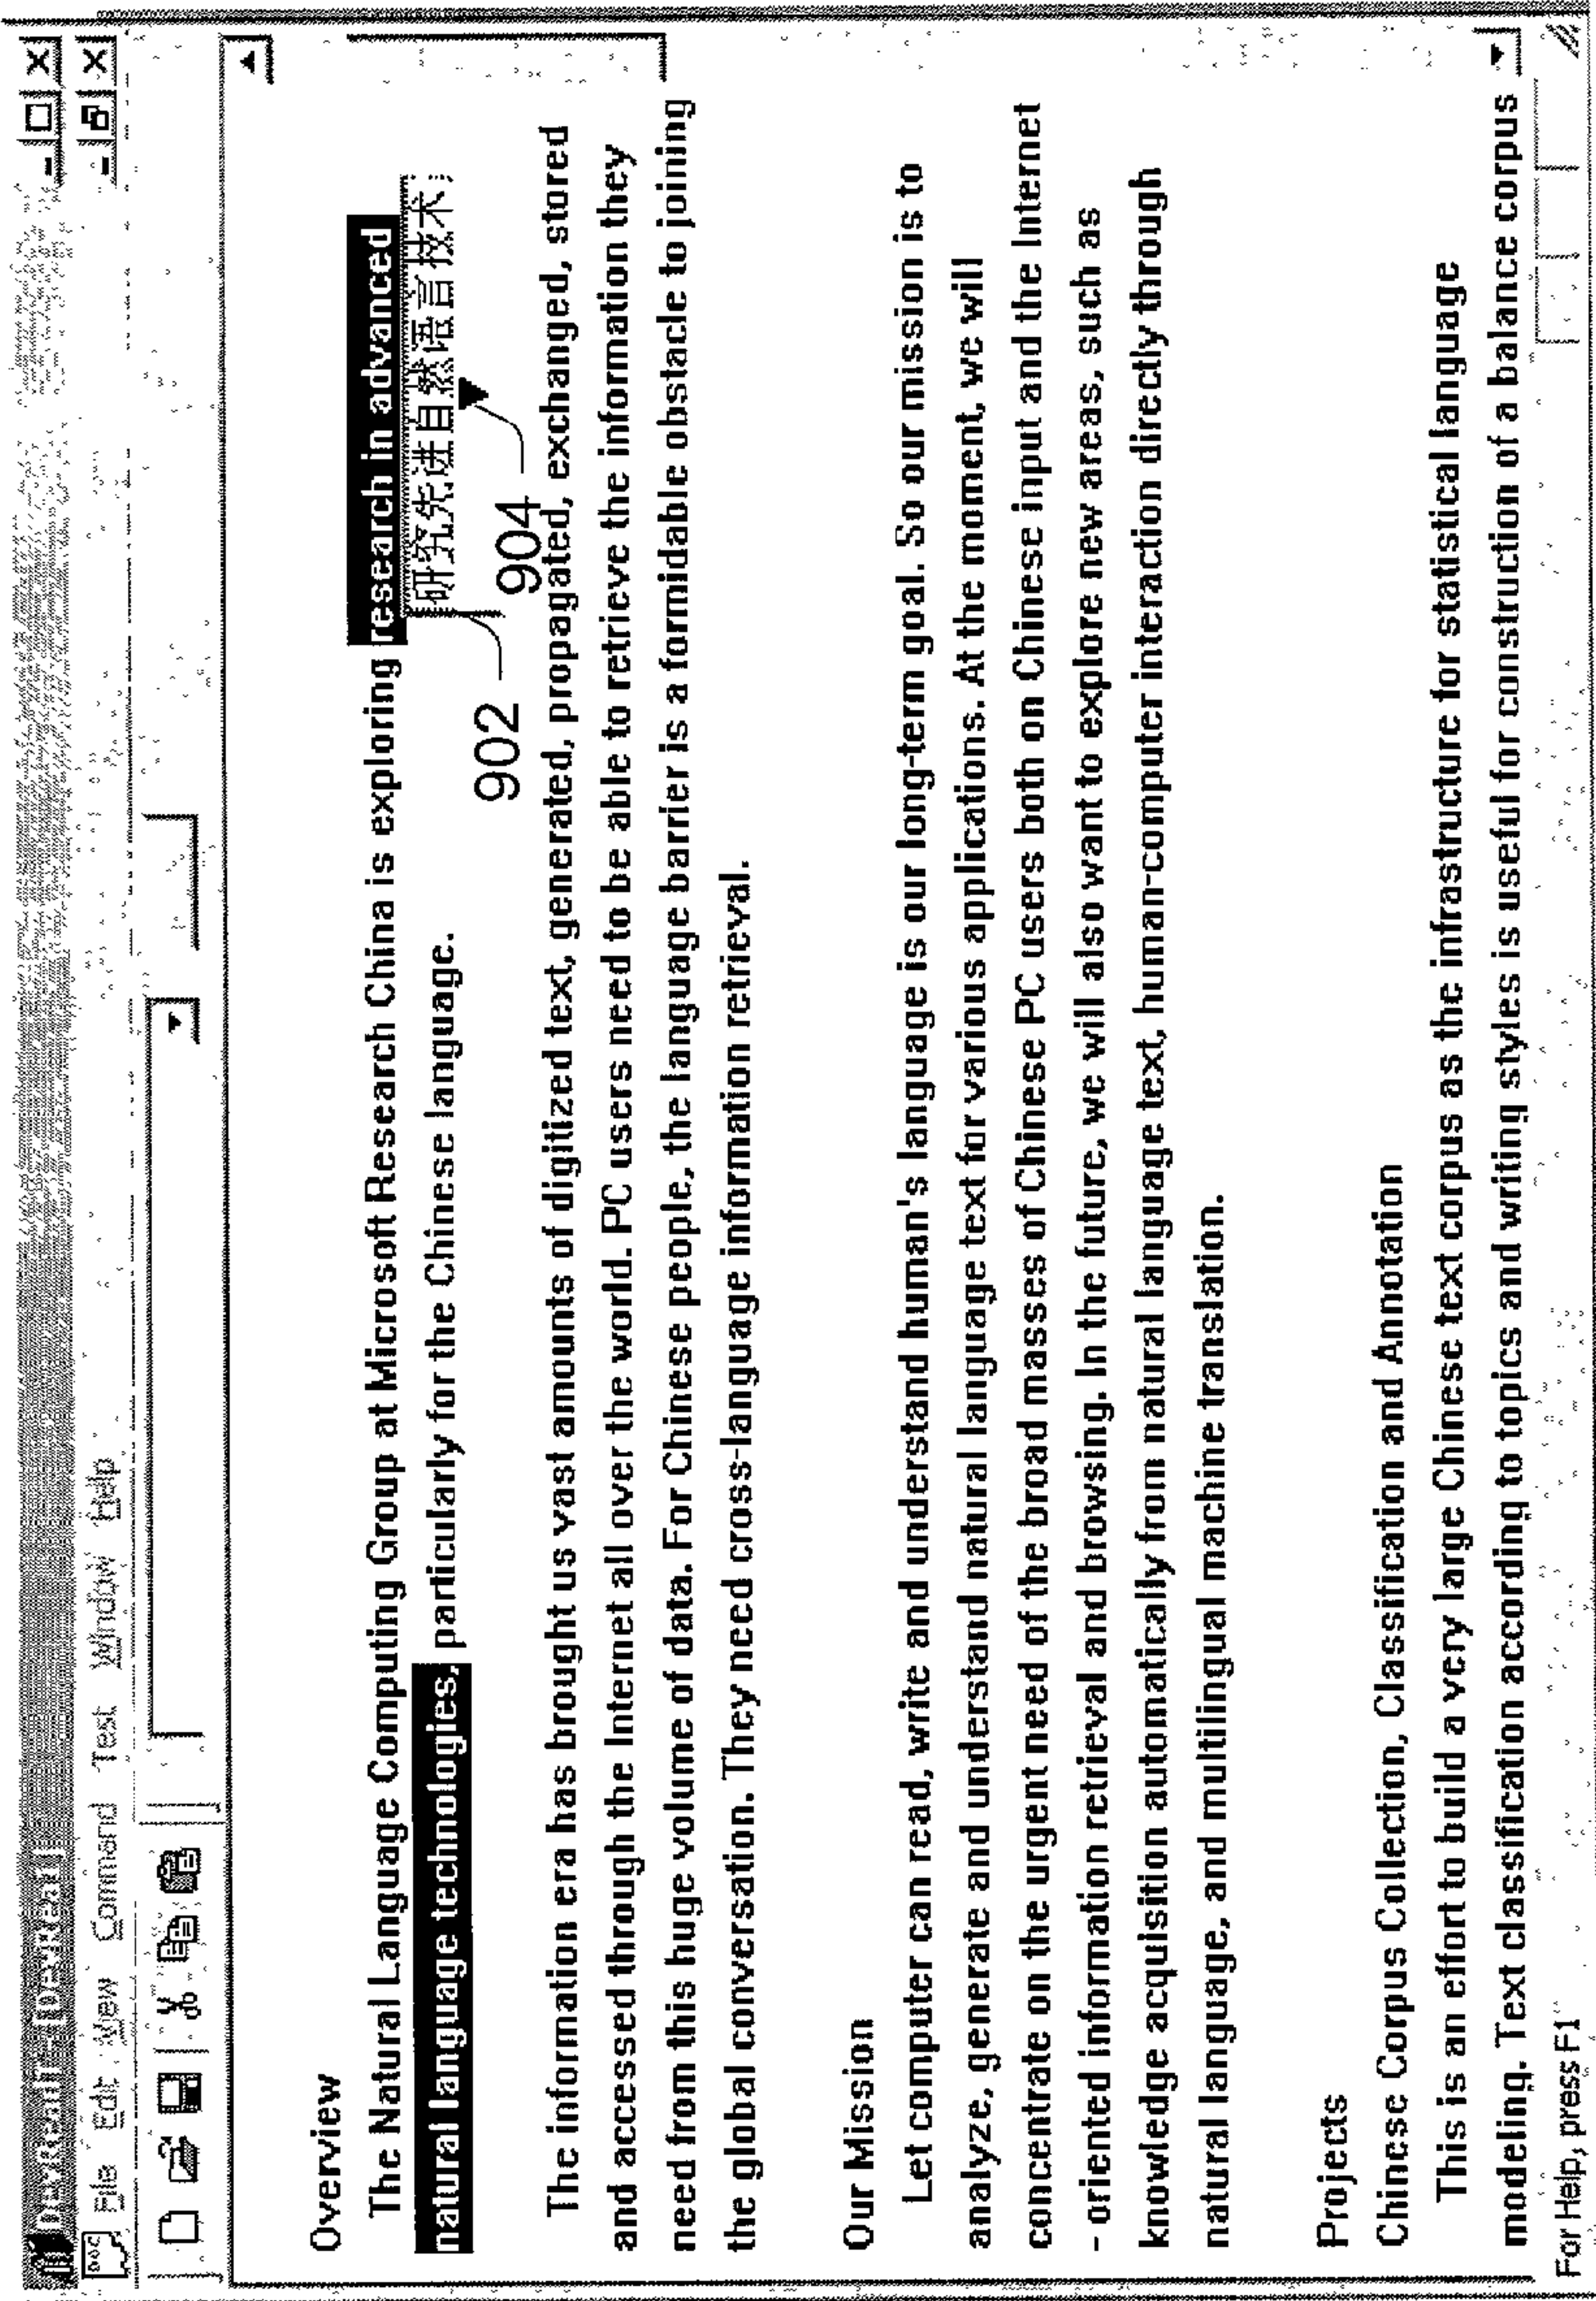 File Edit View Command Test Window Help
Overview
The Natural Language Computing Group at Microsoft Research China is exploring research in advanced
研究先进自然语言技术;
natural language technologies, particularly for the Chinese language.
902
904
The information era has brought us vast amounts of digitized text, generated, propagated, exchanged, stored
and accessed through the Internet all over the world. PC users need to be able to retrieve the information they
need from this huge volume of data. For Chinese people, the language barrier is a formidable obstacle to joining
the global conversation. They need cross-language information retrieval.
Our Mission
Let computer can read, write and understand human's language is our long-term goal. So our mission is to
analyze, generate and understand natural language text for various applications. At the moment, we will
concentrate on the urgent need of the broad masses of Chinese PC users both on Chinese input and the Internet
- oriented information retrieval and browsing. In the future, we will also want to explore new areas, such as
knowledge acquisition automatically from natural language text, human-computer interaction directly through
natural language, and multilingual machine translation.
Projects
Chinese Corpus Collection, Classification and Annotation
This is an effort to build a very large Chinese text corpus as the infrastructure for statistical language
modeling. Text classification according to topics and writing styles is useful for construction of a balance corpus
For Help, press F1